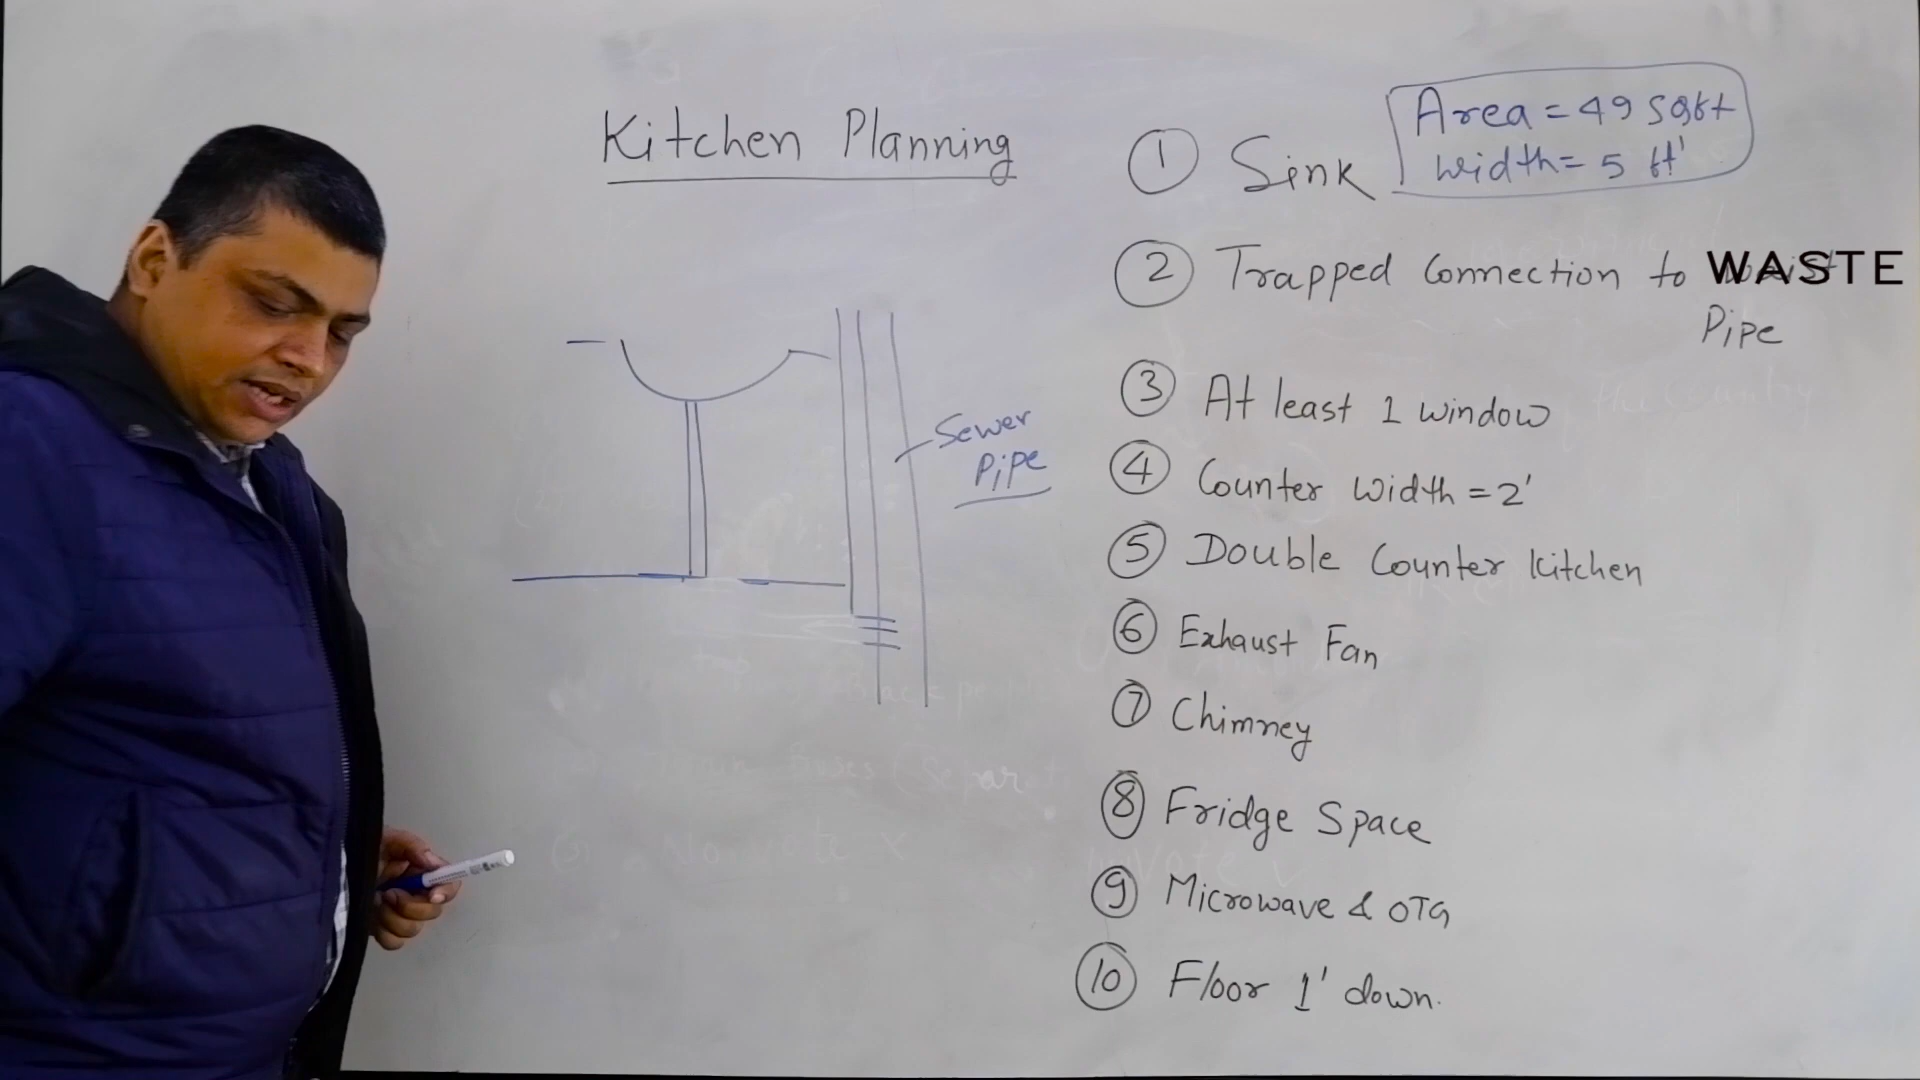 Kitchen Planning
Area = 49 Sqft
Width = 5 ft'
① Sink
② Trapped Connection to WASTE
Pipe
③ At least 1 window
④ Counter Width = 2'
⑤ Double Counter kitchen
⑥ Exhaust Fan
⑦ Chimney
⑧ Fridge Space
⑨ Microwave & OTG
⑩ Floor 1' down.
Sewer
Pipe